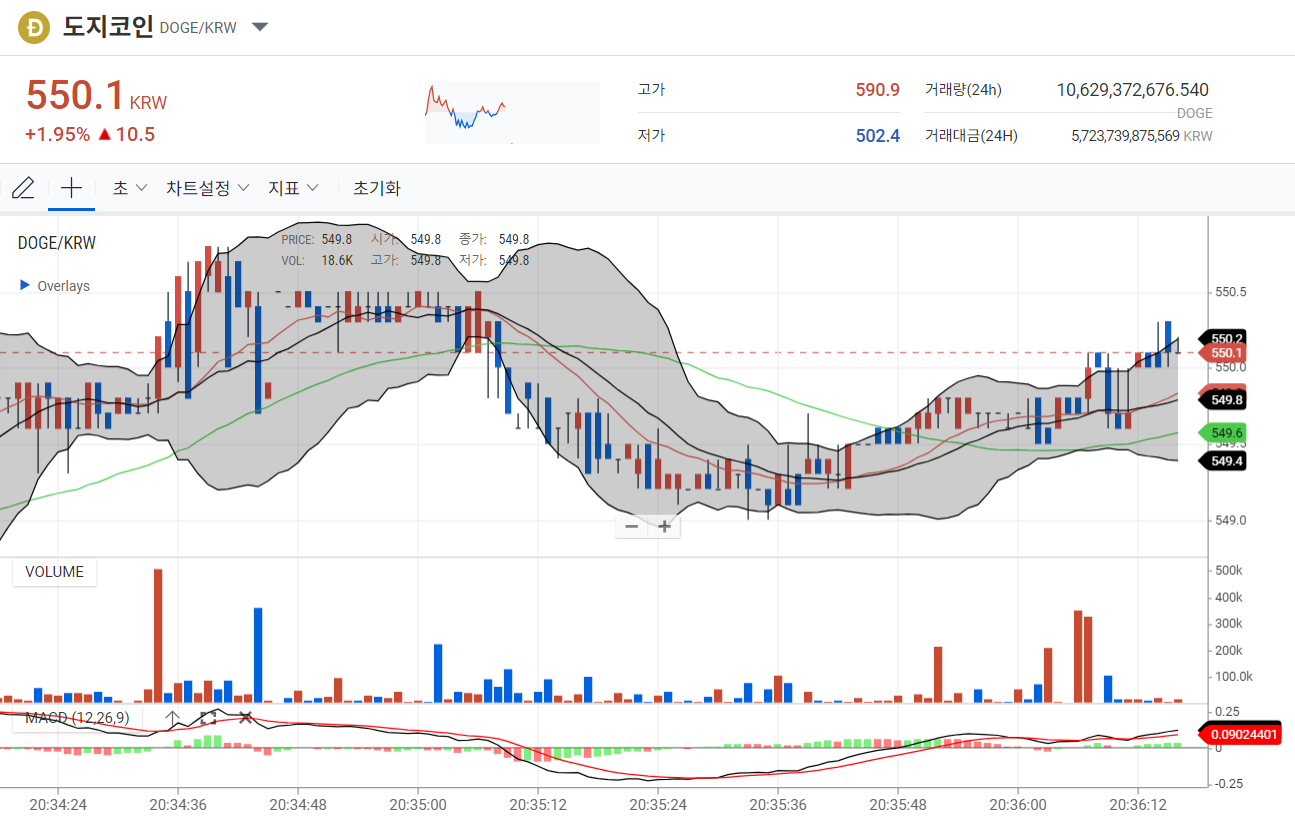 도지코인 DOGE/KRW
550.1 KRW
+1.95% ▲ 10.5
고가 590.9
저가 502.4
거래량(24h) 10,629,372,676.540
DOGE
거래대금(24H) 5,723,739,875,569 KRW
초 차트설정 지표 초기화
DOGE/KRW
PRICE: 549.8 시가: 549.8 종가: 549.8
VOL: 18.6K 고가: 549.8 저가: 549.8
Overlays
550.5
550.2
550.1
550.0
549.8
549.6
549.5
549.4
549.0
VOLUME
500k
400k
300k
200k
100.0k
MACD (12,26,9)
0.25
0.09024401
0
-0.25
20:34:24 20:34:36 20:34:48 20:35:00 20:35:12 20:35:24 20:35:36 20:35:48 20:36:00 20:36:12